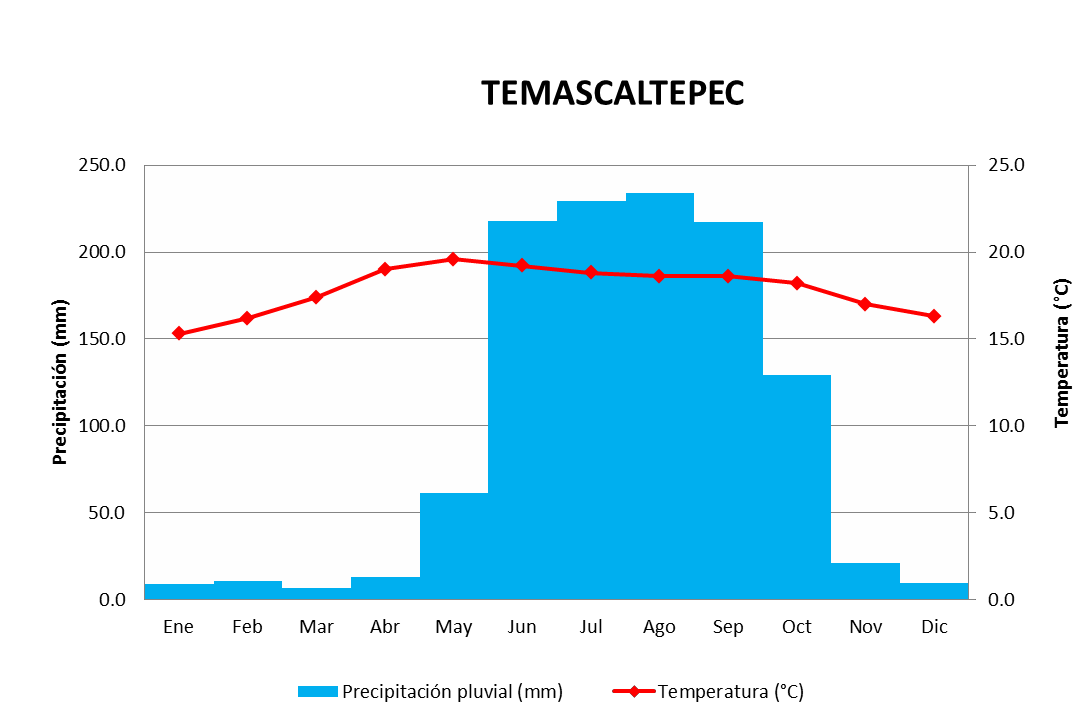 TEMASCALTEPEC
250.0
200.0
150.0
100.0
50.0
0.0
Precipitación (mm)
25.0
20.0
15.0
10.0
5.0
0.0
Temperatura (°C)
Ene Feb Mar Abr May Jun Jul Ago Sep Oct Nov Dic
Precipitación pluvial (mm) Temperatura (°C)